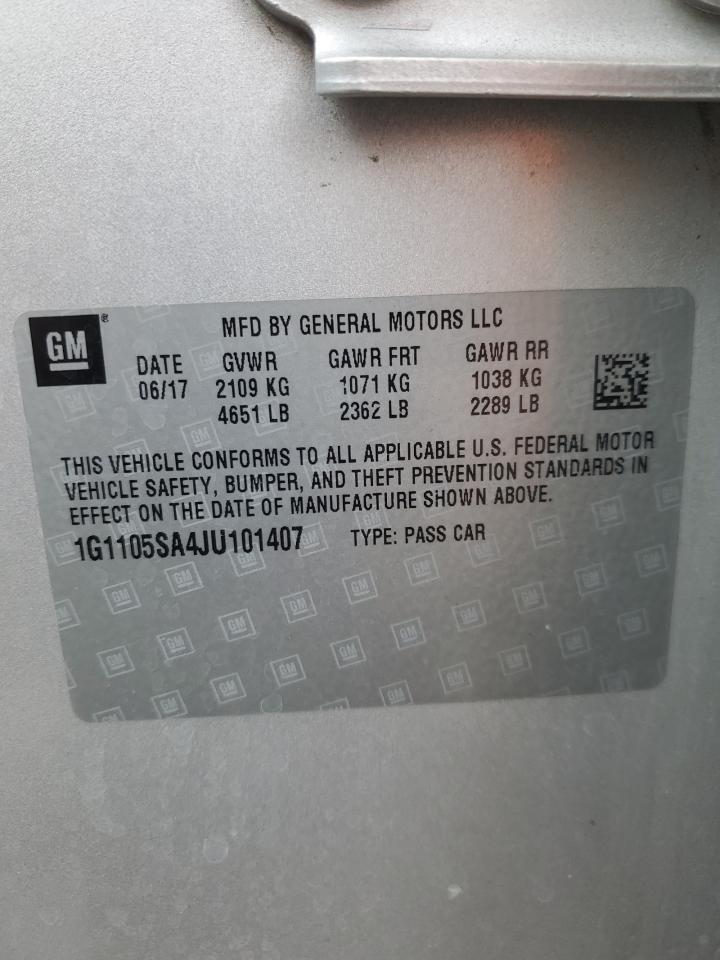 GM®
MFD BY GENERAL MOTORS LLC
DATE GVWR GAWR FRT GAWR RR
06/17 2109 KG 1071 KG 1038 KG
4651 LB 2362 LB 2289 LB
THIS VEHICLE CONFORMS TO ALL APPLICABLE U.S. FEDERAL MOTOR
VEHICLE SAFETY, BUMPER, AND THEFT PREVENTION STANDARDS IN
EFFECT ON THE DATE OF MANUFACTURE SHOWN ABOVE.
1G1105SA4JU101407 TYPE: PASS CAR